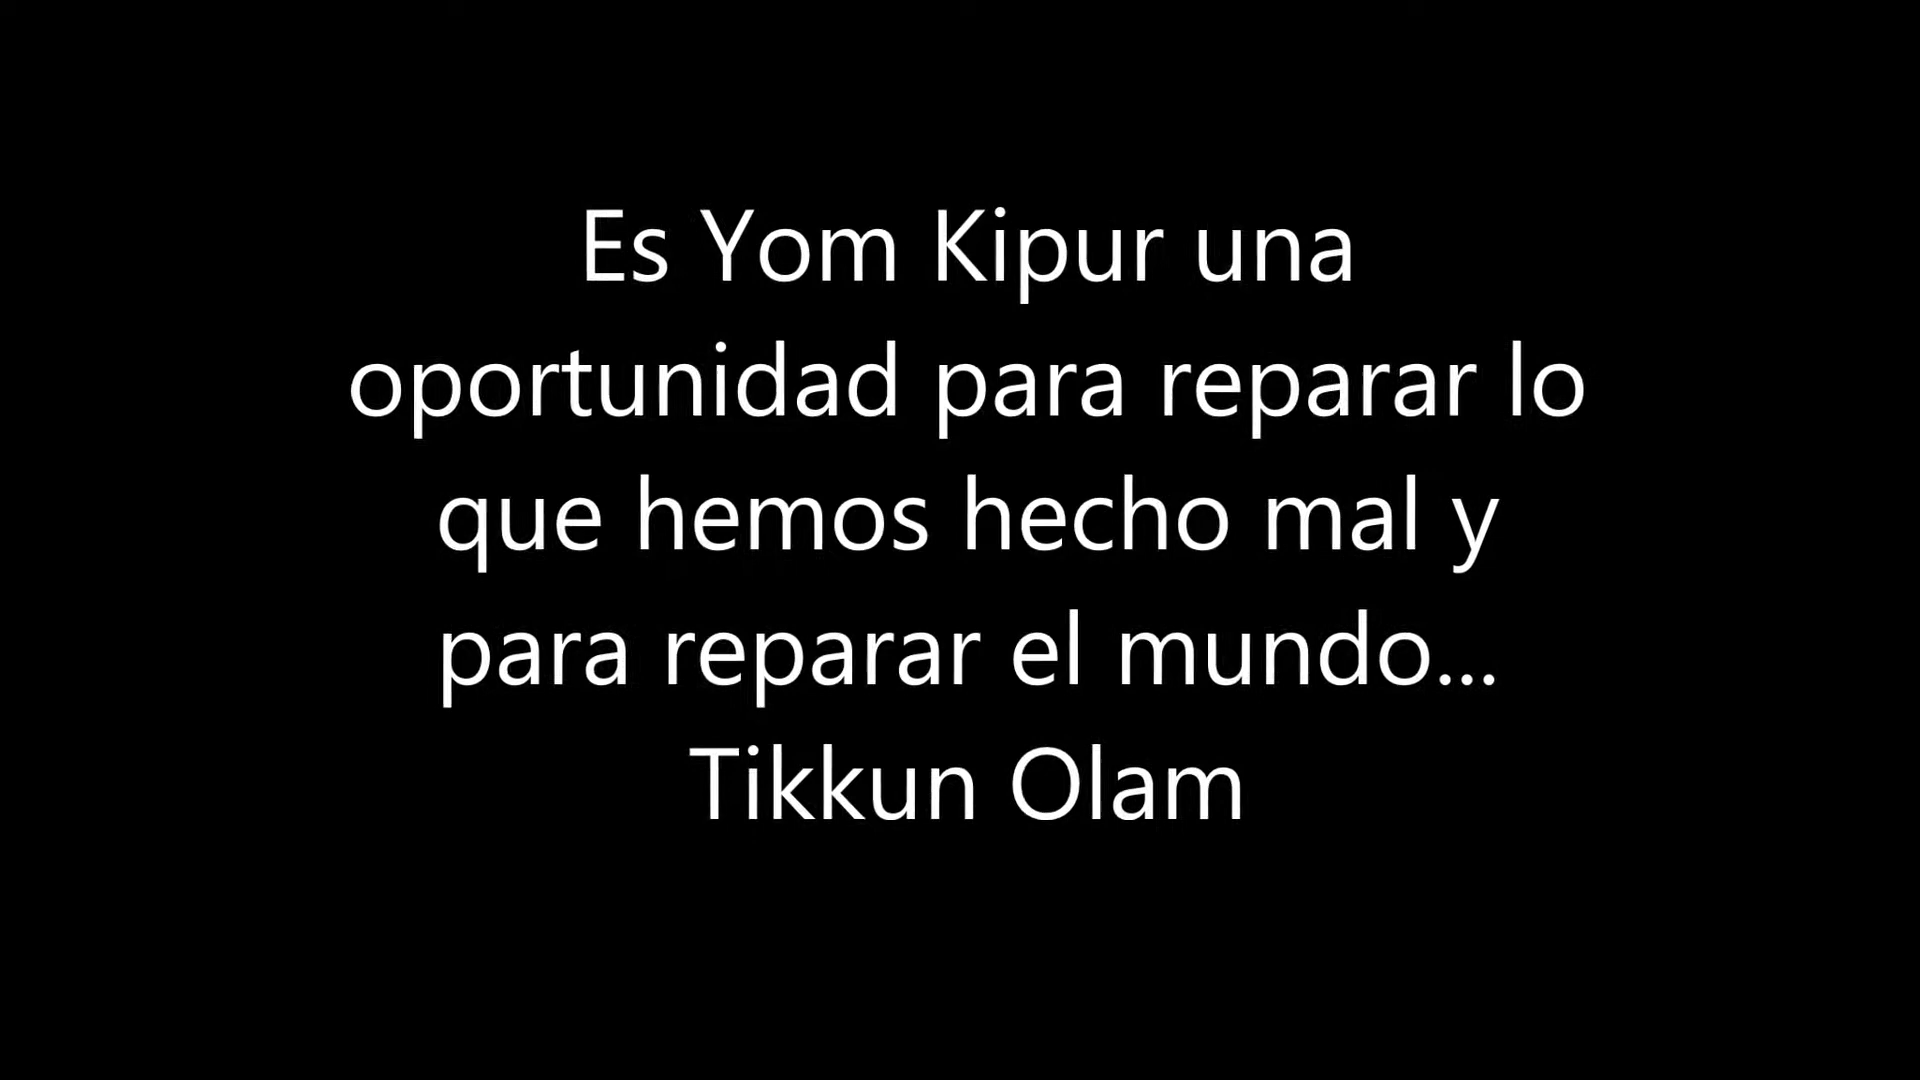 Es Yom Kipur una
oportunidad para reparar lo
que hemos hecho mal y
para reparar el mundo...
Tikkun Olam